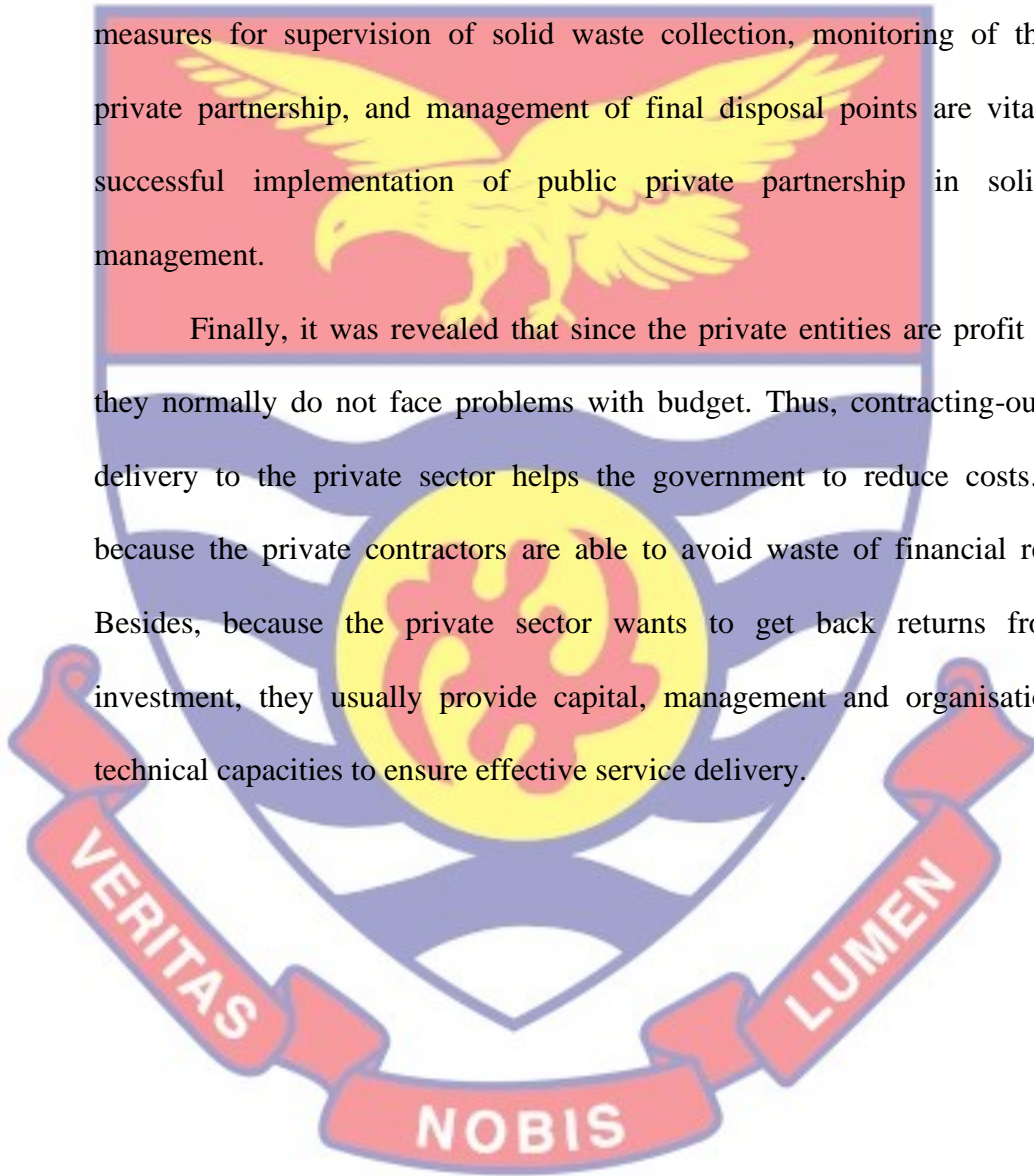 measures for supervision of solid waste collection, monitoring of th
private partnership, and management of final disposal points are vita
successful implementation of public private partnership in soli
management.
Finally, it was revealed that since the private entities are profit
they normally do not face problems with budget. Thus, contracting-ou
delivery to the private sector helps the government to reduce costs.
because the private contractors are able to avoid waste of financial r
Besides, because the private sector wants to get back returns fro
investment, they usually provide capital, management and organisatio
technical capacities to ensure effective service delivery.
VERITAS
NOBIS
LUMEN